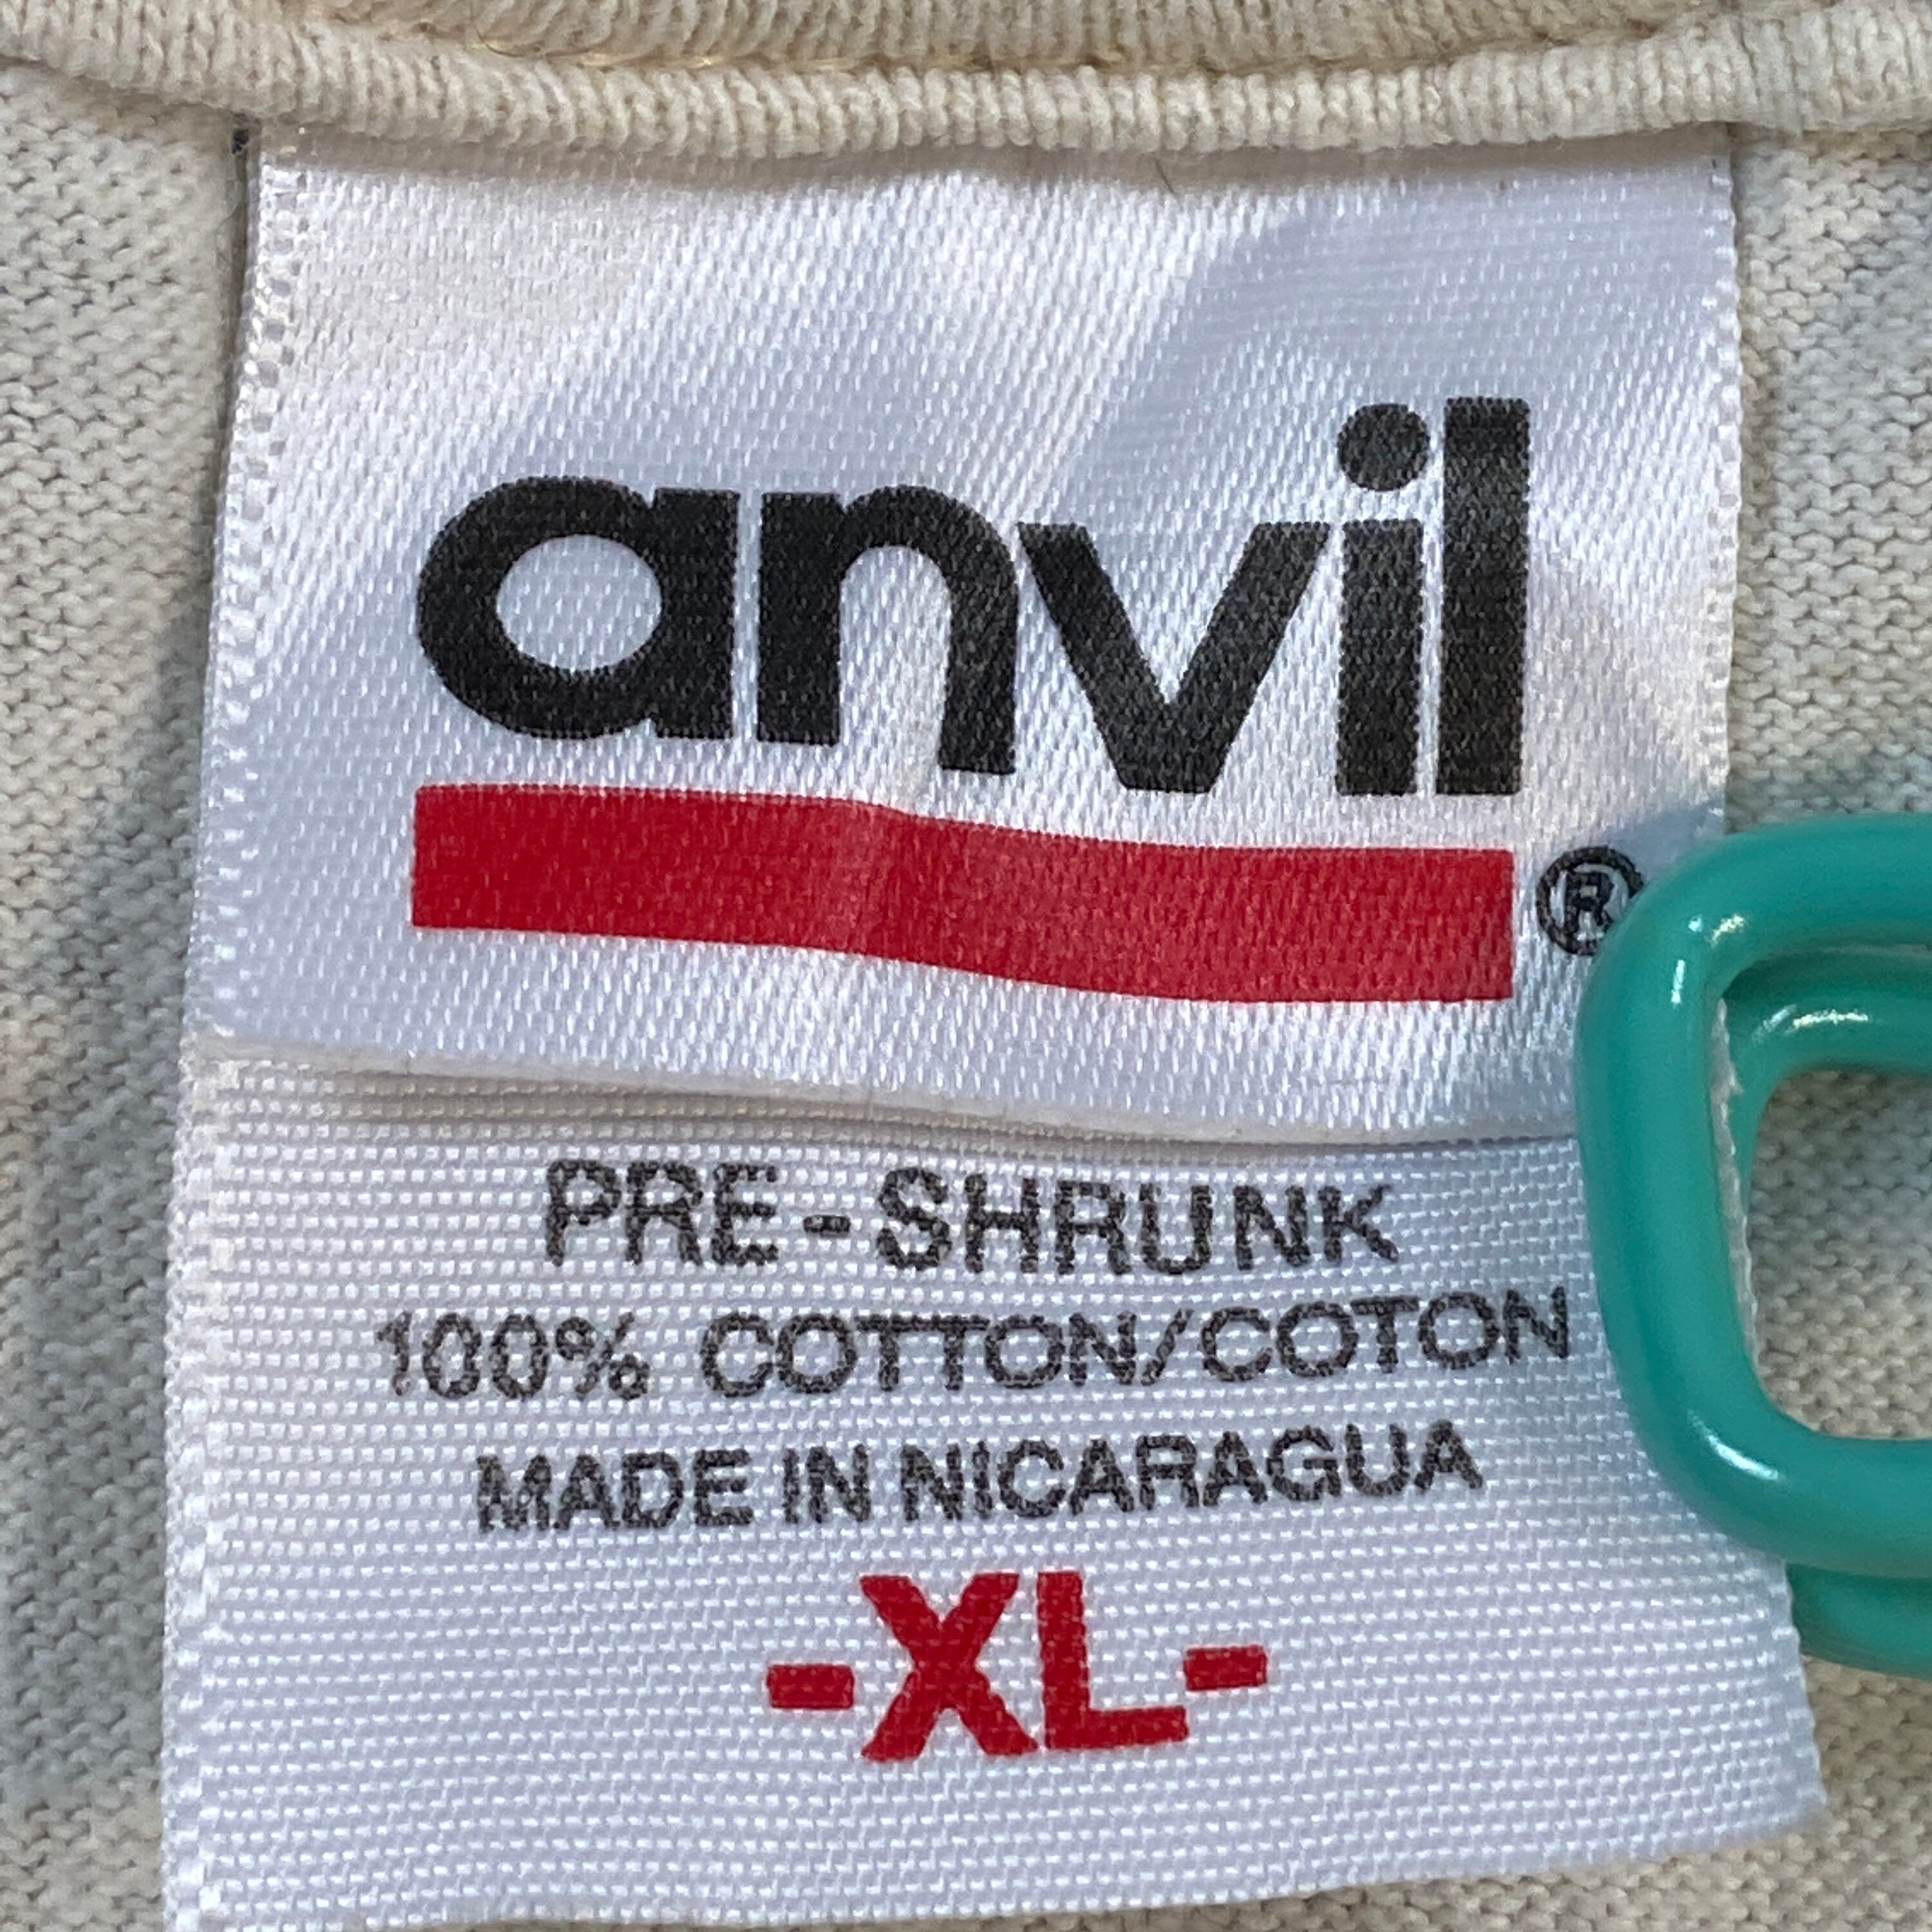 anvil
®
PRE-SHRUNK
100% COTTON/COTON
MADE IN NICARAGUA
-XL-